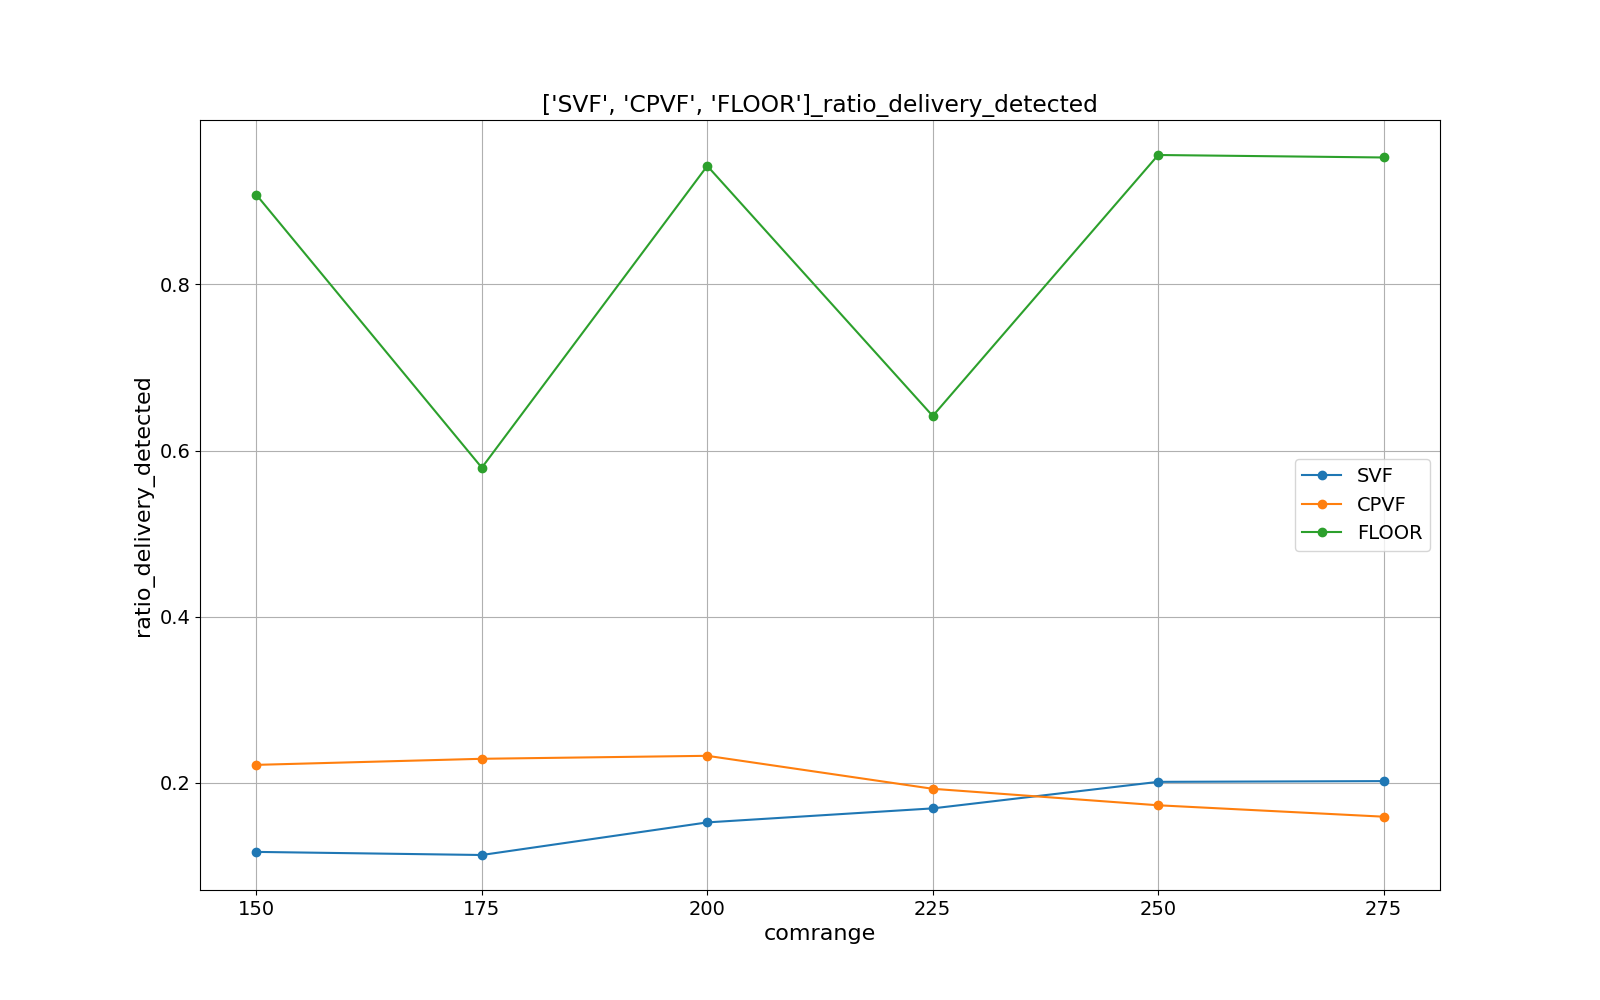 ['SVF', 'CPVF', 'FLOOR']_ratio_delivery_detected
ratio_delivery_detected
0.8
0.6
0.4
0.2
SVF
CPVF
FLOOR
150 175 200 225 250 275
comrange